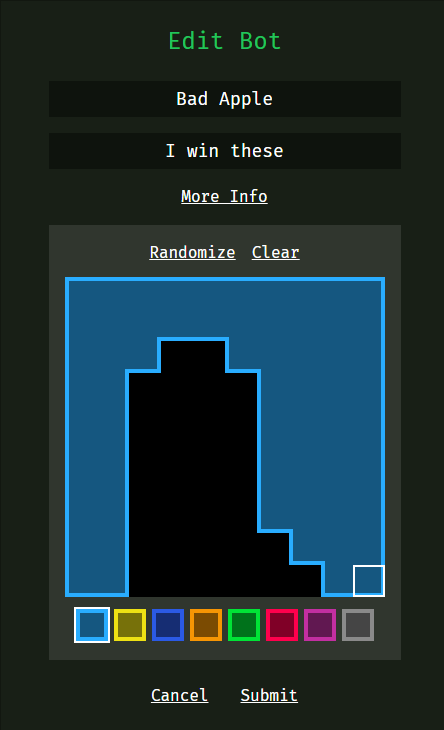 Edit Bot
Bad Apple
I win these
More Info
Randomize Clear
Cancel Submit